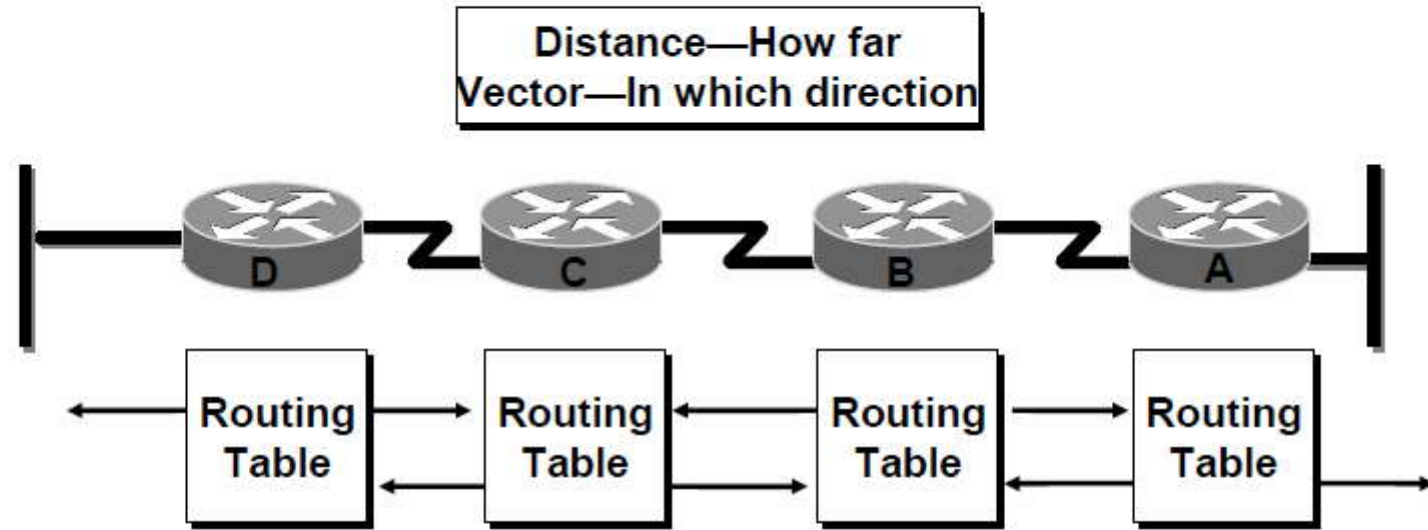 Distance—How far
Vector—In which direction
D
C
B
A
Routing
Table
Routing
Table
Routing
Table
Routing
Table